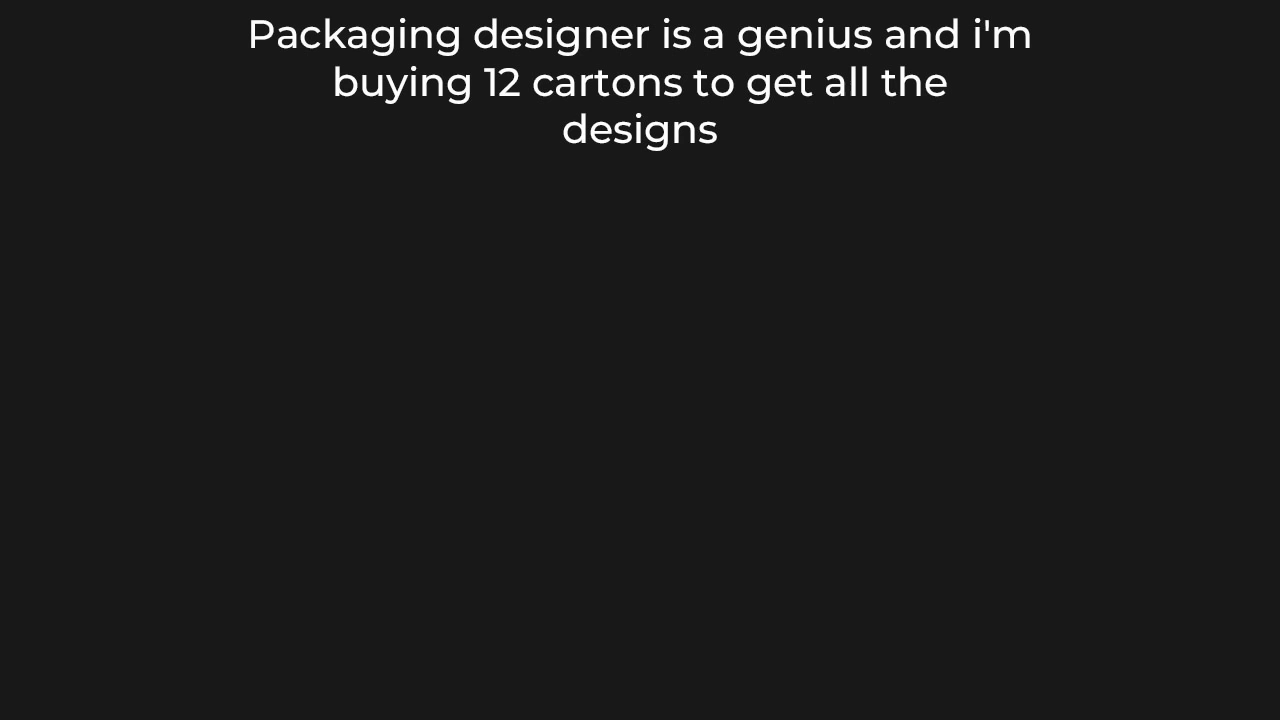 Packaging designer is a genius and i'm
buying 12 cartons to get all the
designs